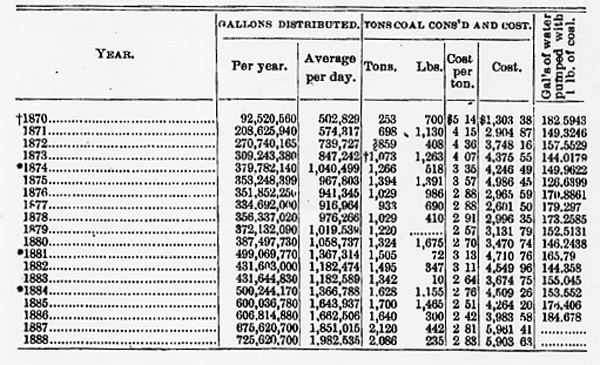 GALLONS DISTRIBUTED. TONS COAL CONS'D AND COST. Gal's of water pumped with 1 lb. of coal.
YEAR. Per year. Average per day. Tons. Lbs. Cost per ton. Cost.
†1870 92,520,560 502,829 253 700 $5 14 $1,303 38 182.5943
1871 208,625,940 574,317 698 1,130 4 15 2.904 87 149.3246
1872 270,740,165 739,727 859 408 4 36 3,748 16 157.5529
1873 309,243,380 847,242 †1,073 1,263 4 07 4,375 55 144.0179
*1874 379,782,140 1,040,499 1,266 518 3 35 4,246 49 149.9622
1875 353,248,399 967,803 1,394 1,391 3 57 4,986 45 126.6399
1876 351,852,250 941,345 1,029 986 2 88 2,965 59 170.8861
1877 334,692,000 916,964 933 690 2 88 2,601 50 179.297
1878 356,337,020 976,266 1,029 410 2 91 2,996 35 173.2585
1879 372,132,090 1,019.530 1,220 ........ 2 57 3,131 79 152.5131
1880 387,497,730 1,058,737 1,324 1,675 2 70 3,470 74 146.2438
*1881 499,069,770 1,367,314 1,505 72 3 13 4,710 76 165.79
1882 431,603,000 1,182,474 1,495 347 3 11 4,549 96 144.358
1883 431,644,830 1,182,589 1,342 10 2 64 3,674 75 155.045
*1884 500,244,170 1,366,788 1.628 1.155 2 76 4,509 26 153.552
1885 600,036,780 1,643,937 1,700 1,465 2 51 4,264 20 176.406
1886 606,814,880 1,662,506 1,640 300 2 42 3,983 58 184.678
1887 675,620,700 1,851,015 2,120 442 2 81 5,961 41
1888 725,620,700 1,982,535 2,086 235 2 83 5,903 63